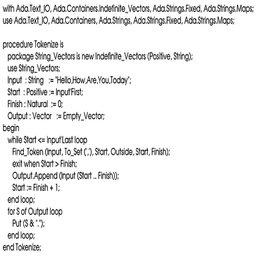 with Ada.Text_IO, Ada.Containers.Indefinite_Vectors, Ada.Strings.Fixed, Ada.Strings.Maps;
use Ada.Text_IO, Ada.Containers, Ada.Strings, Ada.Strings.Fixed, Ada.Strings.Maps;
procedure Tokenize is
package String_Vectors is new Indefinite_Vectors (Positive, String);
use String_Vectors;
Input : String := "Hello,How,Are,You,Today";
Start : Positive := Input'First;
Finish : Natural := 0;
Output : Vector := Empty_Vector;
begin
while Start <= Input'Last loop
Find_Token (Input, To_Set (','), Start, Outside, Start, Finish);
exit when Start > Finish;
Output.Append (Input (Start .. Finish));
Start := Finish + 1;
end loop;
for S of Output loop
Put (S & ".");
end loop;
end Tokenize;